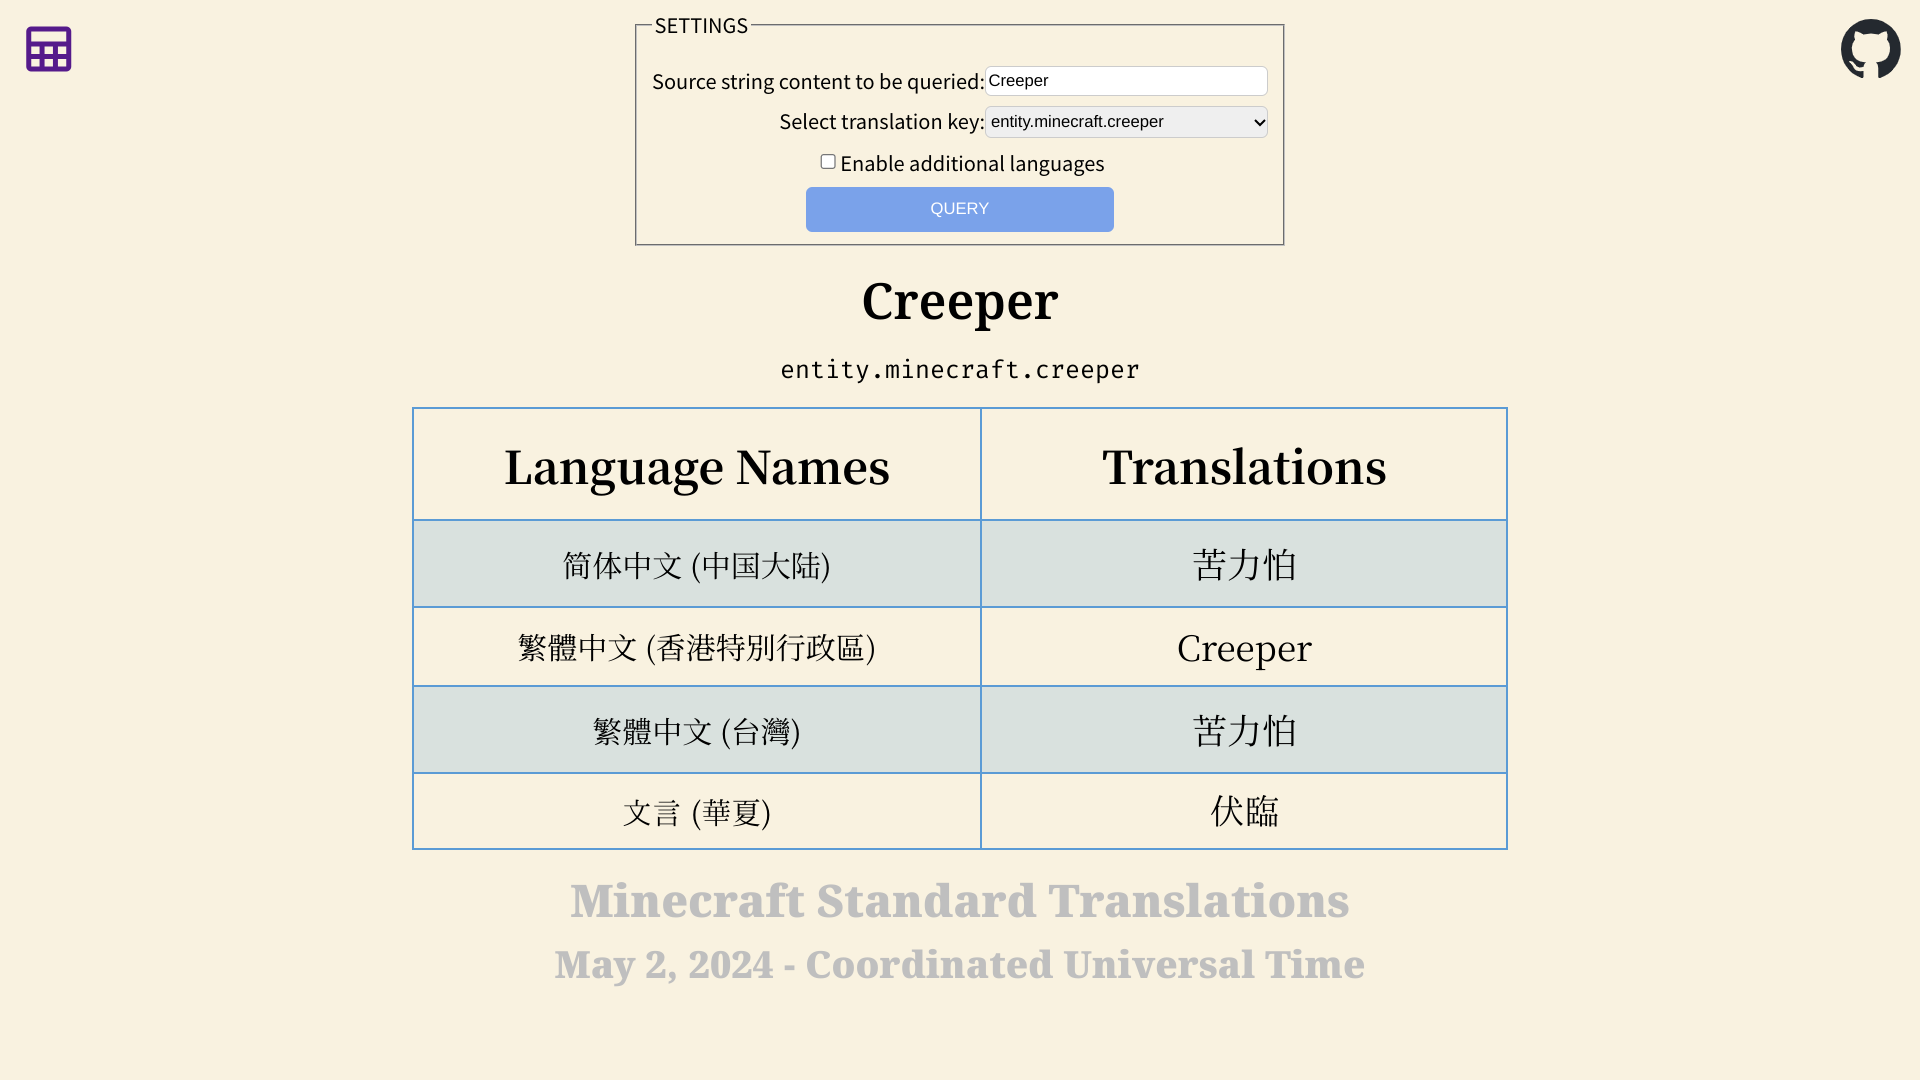 SETTINGS
Source string content to be queried: Creeper
Select translation key: entity.minecraft.creeper
Enable additional languages
QUERY
Creeper
entity.minecraft.creeper
Language Names Translations
简体中文 (中国大陆) 苦力怕
繁體中文 (香港特別行政區) Creeper
繁體中文 (台灣) 苦力怕
文言 (華夏) 伏臨
Minecraft Standard Translations
May 2, 2024 - Coordinated Universal Time